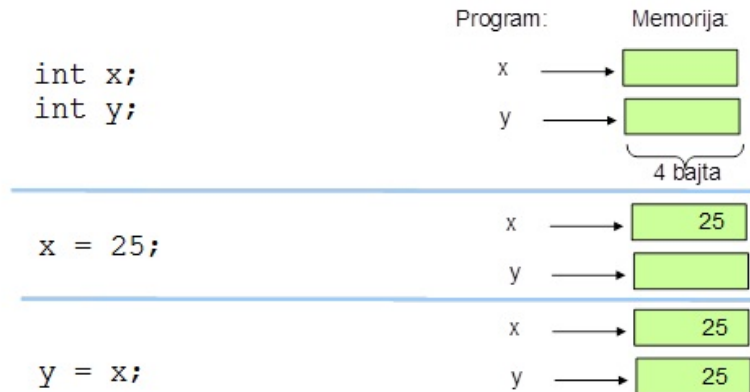 Program: Memorija:
int x; x
int y; y
4 bajta
x 25
x = 25;
y
x 25
y = x; y 25